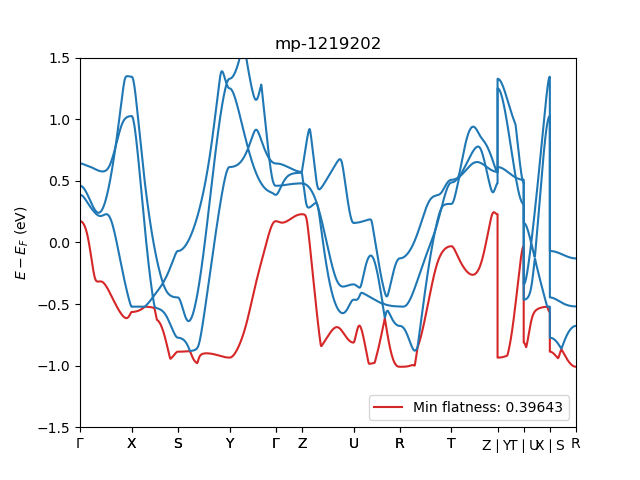 mp-1219202
E − E_F (eV)
1.5
1.0
0.5
0.0
−0.5
−1.0
−1.5
Min flatness: 0.39643
Γ X S Y Γ Z U R T Z | Y T | U X | S R